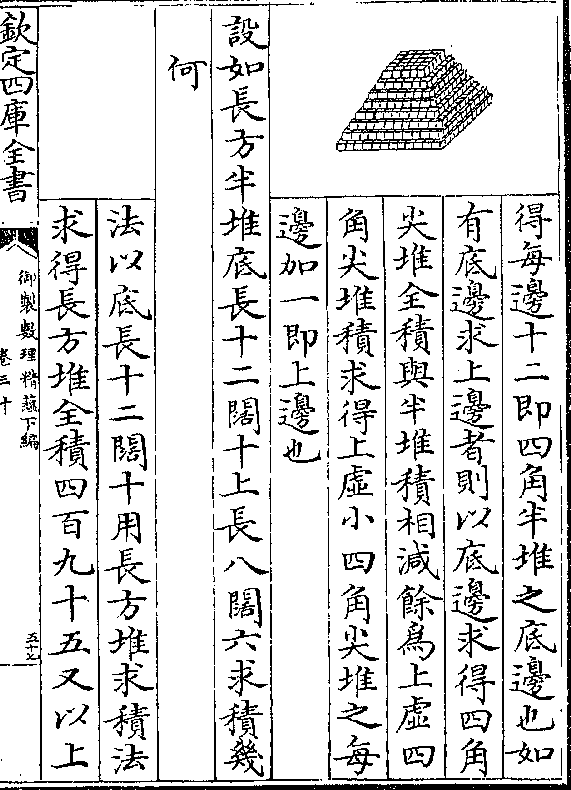 得每邊十二即四角半堆之底邊也如
有底邊求上邊者則以底邊求得四角
尖堆全積與半堆積相減餘爲上虛四
角尖堆積求得上虛小四角尖堆之每
邊加一即上邊也
設如長方半堆底長十二闊十上長八闊六求積幾
何
法以底長十二闊十用長方堆求積法
求得長方堆全積四百九十五又以上
欽定四庫全書
御製數理精蘊下編
卷三十
五十七